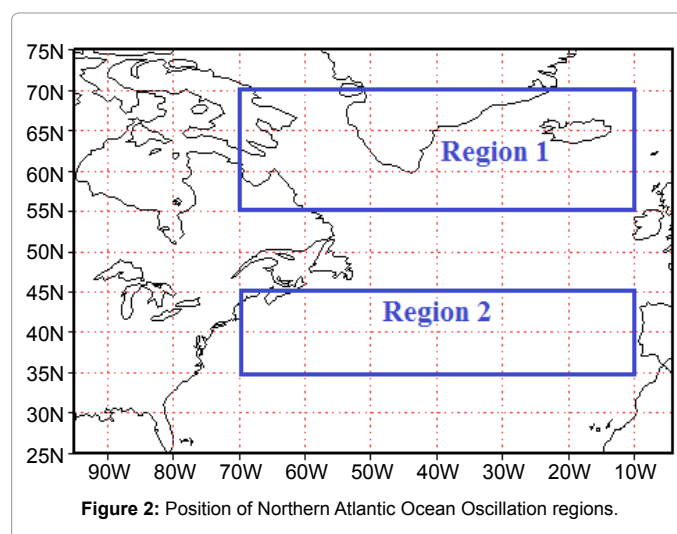 75N
70N
65N
Region 1
60N
55N
50N
45N
Region 2
40N
35N
30N
25N
90W 80W 70W 60W 50W 40W 30W 20W 10W
Figure 2: Position of Northern Atlantic Ocean Oscillation regions.